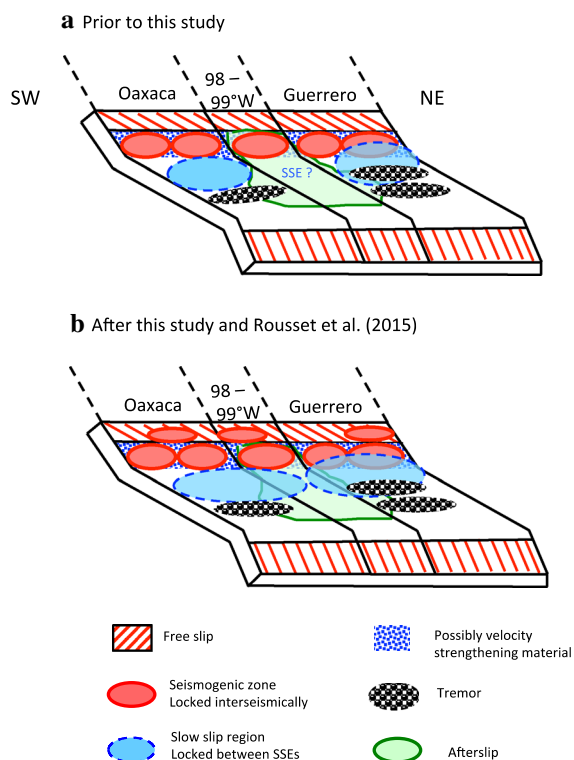 a Prior to this study
SW
Oaxaca
98 –
99°W
Guerrero
NE
SSE ?
b After this study and Rousset et al. (2015)
Oaxaca
98 –
99°W
Guerrero
Free slip
Possibly velocity
strengthening material
Seismogenic zone
Locked interseismically
Tremor
Slow slip region
Locked between SSEs
Afterslip